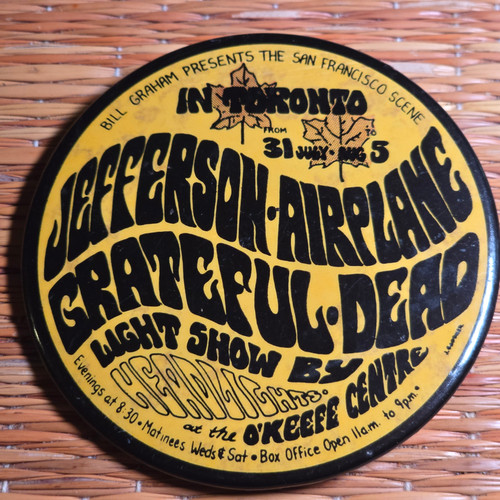 BILL GRAHAM PRESENTS THE SAN FRANCISCO SCENE
IN TORONTO
FROM TO
31 JULY · AUG 5
JEFFERSON · AIRPLANE
GRATEFUL · DEAD
LIGHT SHOW BY
HEADLIGHTS
at the O'KEEFE CENTRE
Evenings at 8:30 • Matinees Weds & Sat • Box Office Open 11a.m. to 9p.m.